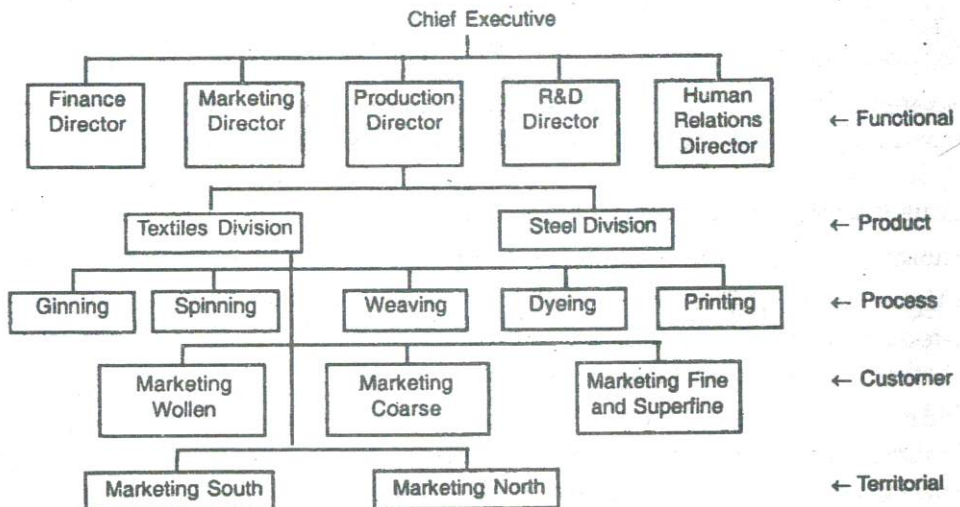 Chief Executive
Finance
Director
Marketing
Director
Production
Director
R&D
Director
Human
Relations
Director
← Functional
Textiles Division
Steel Division
← Product
Ginning
Spinning
Weaving
Dyeing
Printing
← Process
Marketing
Wollen
Marketing
Coarse
Marketing Fine
and Superfine
← Customer
Marketing South
Marketing North
← Territorial